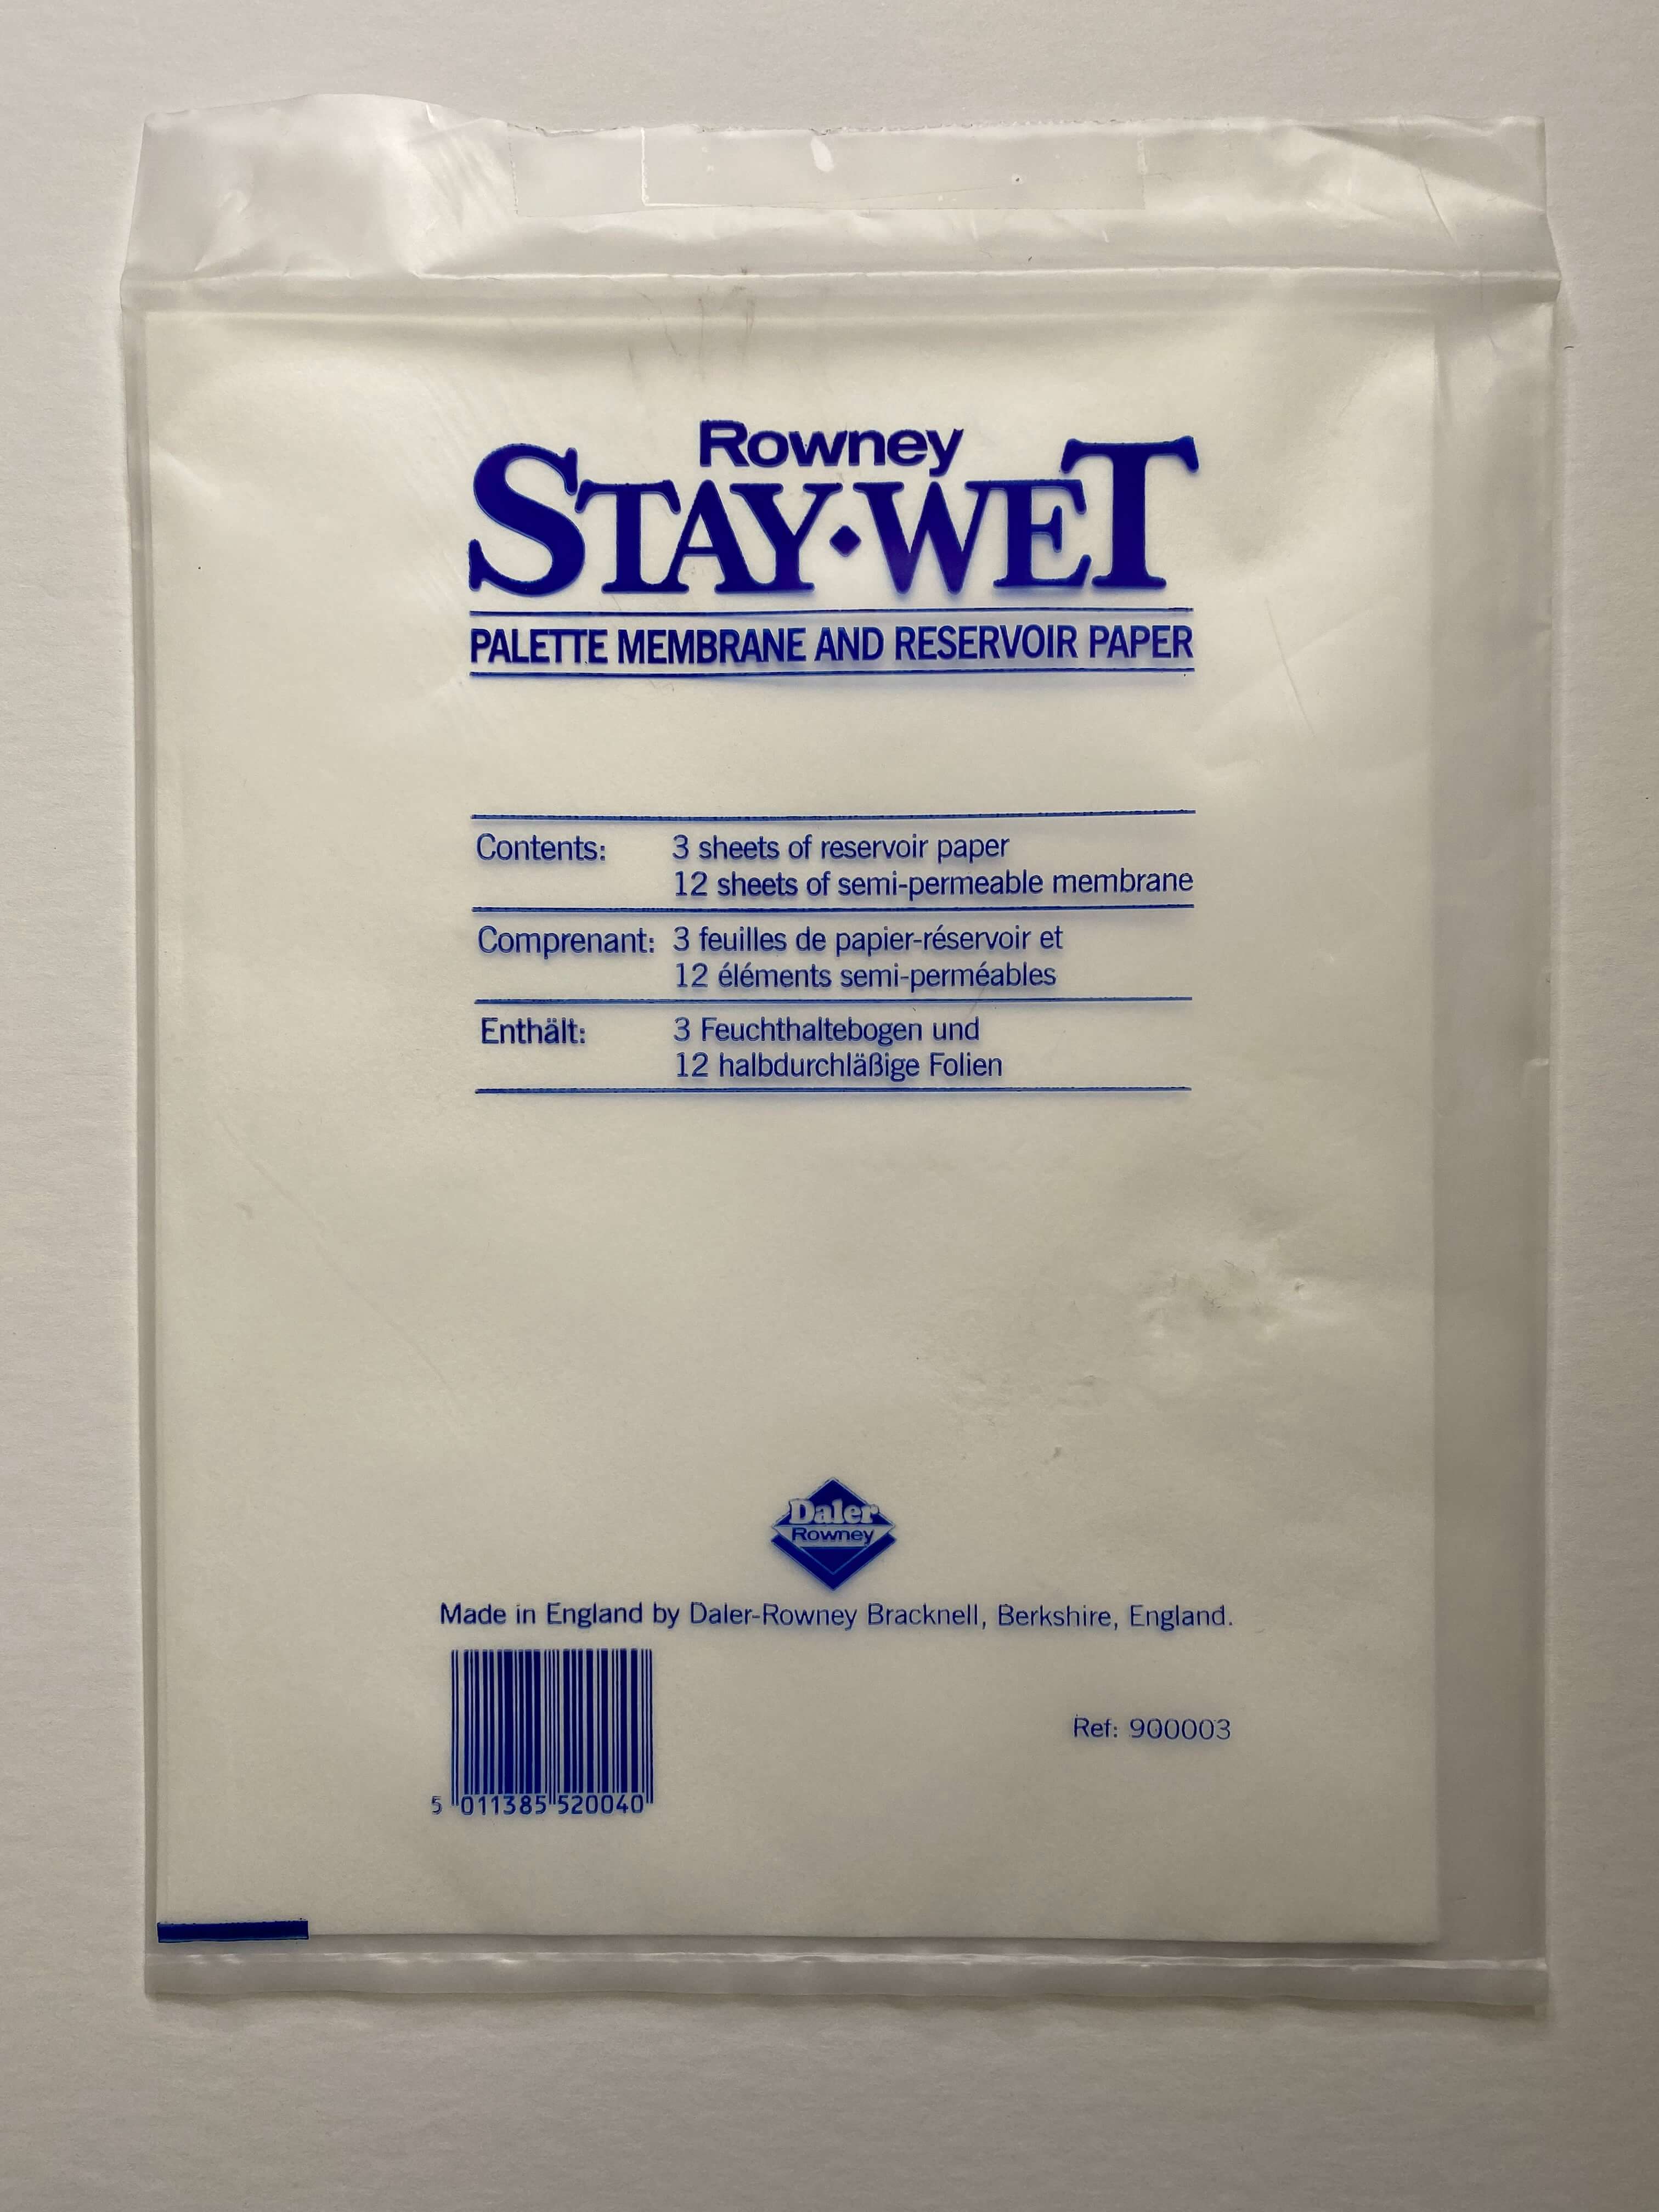 Rowney
STAY·WET
PALETTE MEMBRANE AND RESERVOIR PAPER
Contents: 3 sheets of reservoir paper
12 sheets of semi-permeable membrane
Comprenant: 3 feuilles de papier-réservoir et
12 éléments semi-perméables
Enthält: 3 Feuchthaltebogen und
12 halbdurchläßige Folien
Daler
Rowney
Made in England by Daler-Rowney Bracknell, Berkshire, England.
Ref: 900003
5 011385 520040